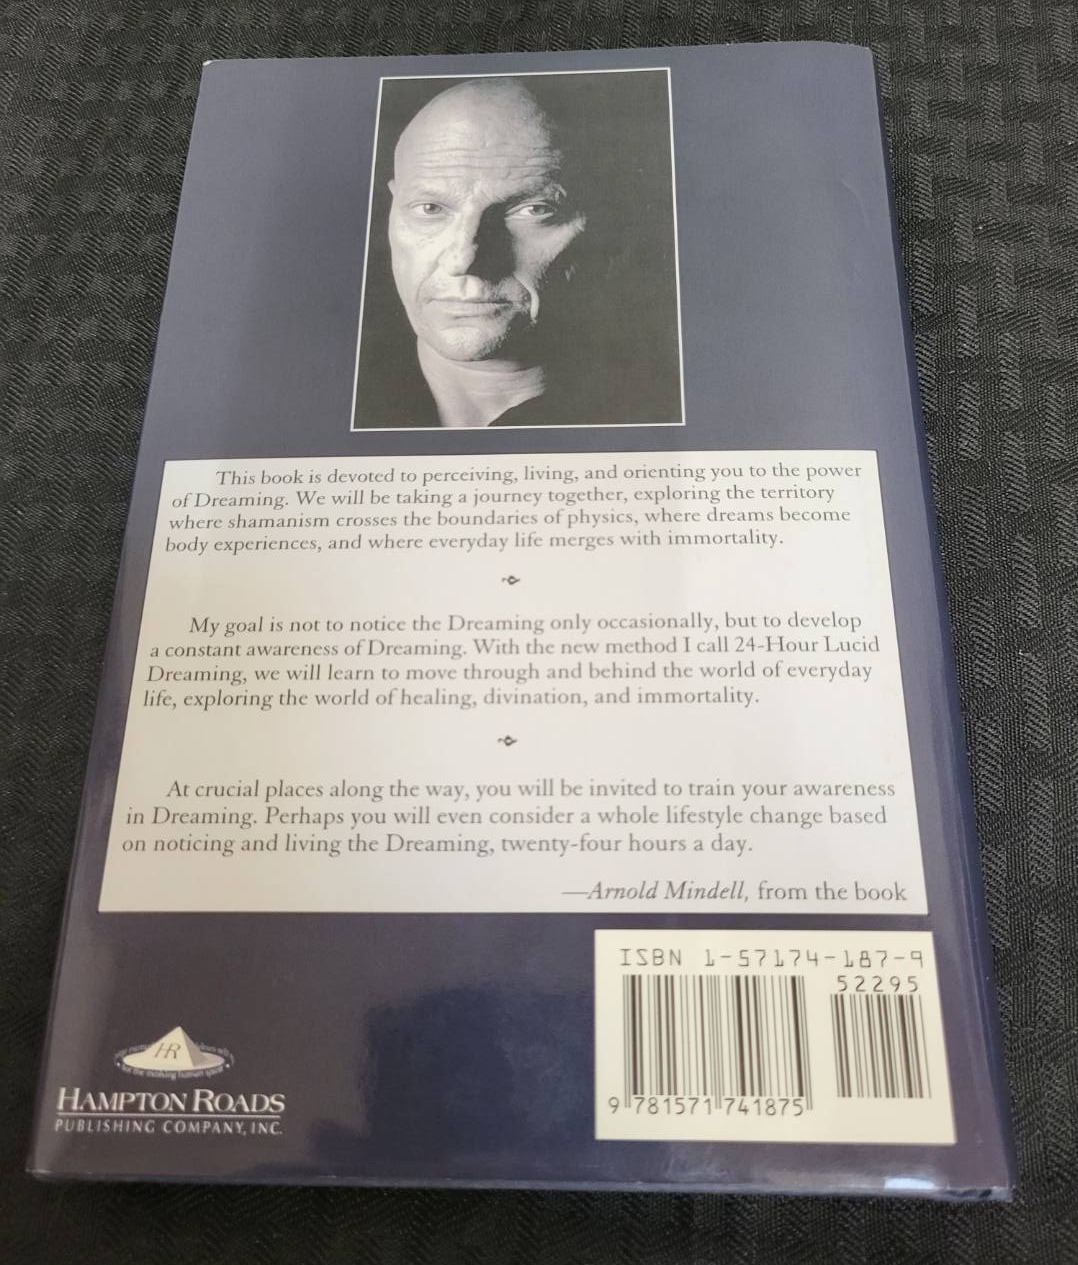 This book is devoted to perceiving, living, and orienting you to the power
of Dreaming. We will be taking a journey together, exploring the territory
where shamanism crosses the boundaries of physics, where dreams become
body experiences, and where everyday life merges with immortality.
My goal is not to notice the Dreaming only occasionally, but to develop
a constant awareness of Dreaming. With the new method I call 24-Hour Lucid
Dreaming, we will learn to move through and behind the world of everyday
life, exploring the world of healing, divination, and immortality.
At crucial places along the way, you will be invited to train your awareness
in Dreaming. Perhaps you will even consider a whole lifestyle change based
on noticing and living the Dreaming, twenty-four hours a day.
—Arnold Mindell, from the book
ISBN 1-57174-187-9
52295
9 781571 741875
HR
for the evolving human spirit
HAMPTON ROADS
PUBLISHING COMPANY, INC.